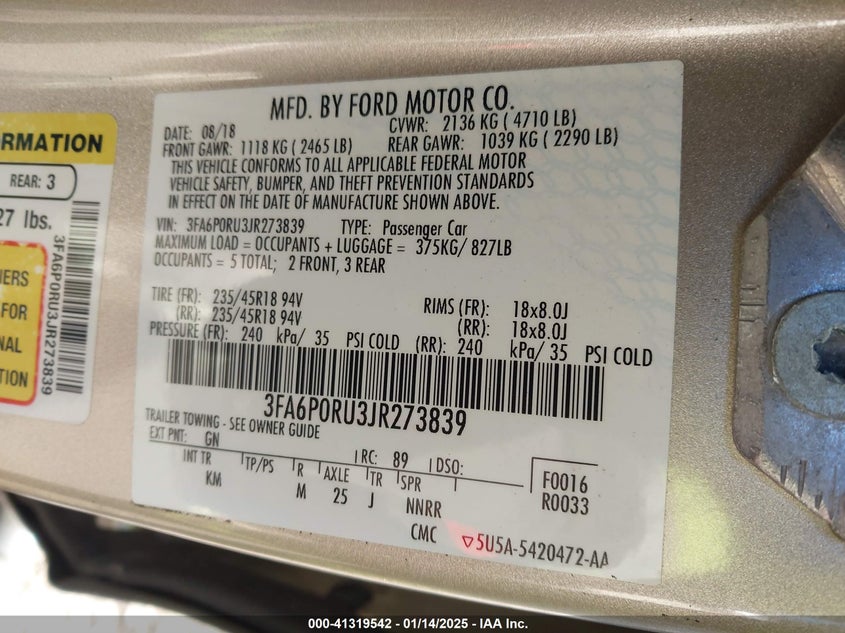 ORMATION
REAR: 3
27 lbs.
IERS
FOR
NAL
TION
3FA6P0RU3JR273839
MFD. BY FORD MOTOR CO.
DATE: 08/18 CVWR: 2136 KG ( 4710 LB)
FRONT GAWR: 1118 KG ( 2465 LB) REAR GAWR: 1039 KG ( 2290 LB)
THIS VEHICLE CONFORMS TO ALL APPLICABLE FEDERAL MOTOR
VEHICLE SAFETY, BUMPER, AND THEFT PREVENTION STANDARDS
IN EFFECT ON THE DATE OF MANUFACTURE SHOWN ABOVE.
VIN: 3FA6P0RU3JR273839 TYPE: Passenger Car
MAXIMUM LOAD = OCCUPANTS + LUGGAGE = 375KG/ 827LB
OCCUPANTS = 5 TOTAL; 2 FRONT, 3 REAR
TIRE (FR): 235/45R18 94V RIMS (FR): 18x8.0J
(RR): 235/45R18 94V (RR): 18x8.0J
PRESSURE (FR): 240 kPa/ 35 PSI COLD (RR): 240 kPa/ 35 PSI COLD
3FA6P0RU3JR273839
TRAILER TOWING - SEE OWNER GUIDE
EXT PNT: GN RC: 89 DSO:
INT TR TP/PS R AXLE TR SPR F0016
KM M 25 J NNRR R0033
CMC 5U5A-5420472-AA
000-41319542 - 01/14/2025 - IAA Inc.